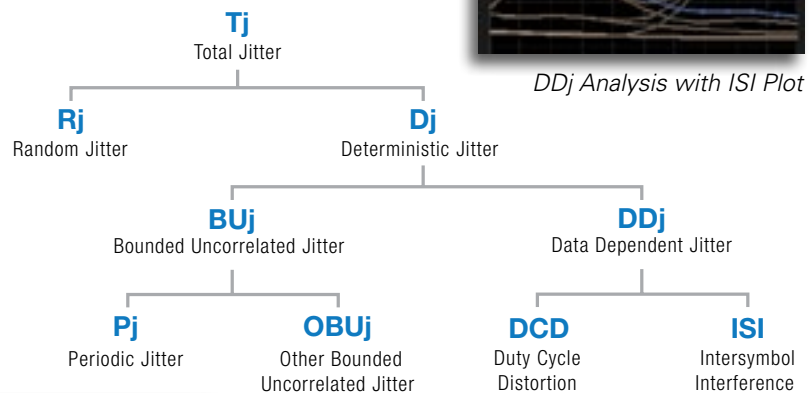 Tj
Total Jitter
DDj Analysis with ISI Plot
Rj
Random Jitter
Dj
Deterministic Jitter
BUj
Bounded Uncorrelated Jitter
DDj
Data Dependent Jitter
Pj
Periodic Jitter
OBUj
Other Bounded
Uncorrelated Jitter
DCD
Duty Cycle
Distortion
ISI
Intersymbol
Interference